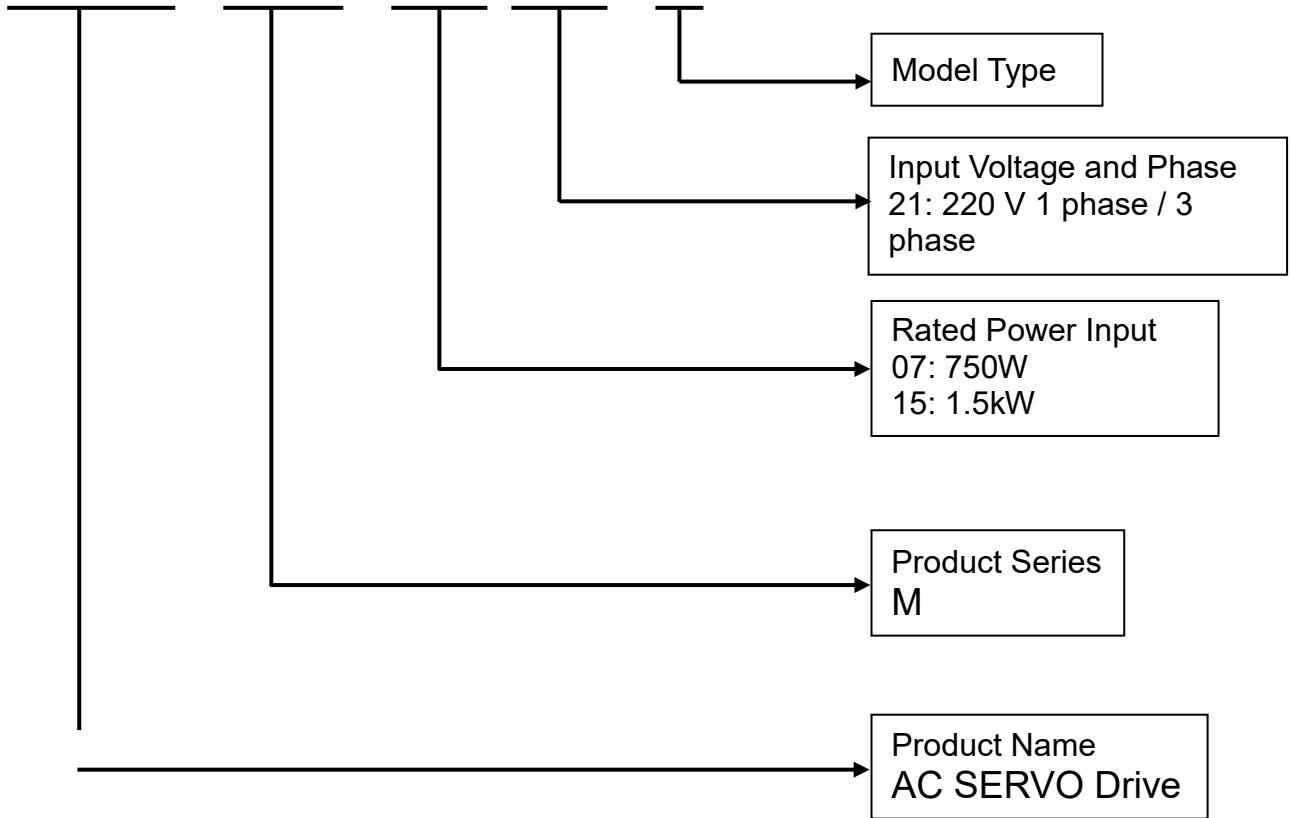 Model Type
Input Voltage and Phase
21: 220 V 1 phase / 3
phase
Rated Power Input
07: 750W
15: 1.5kW
Product Series
M
Product Name
AC SERVO Drive